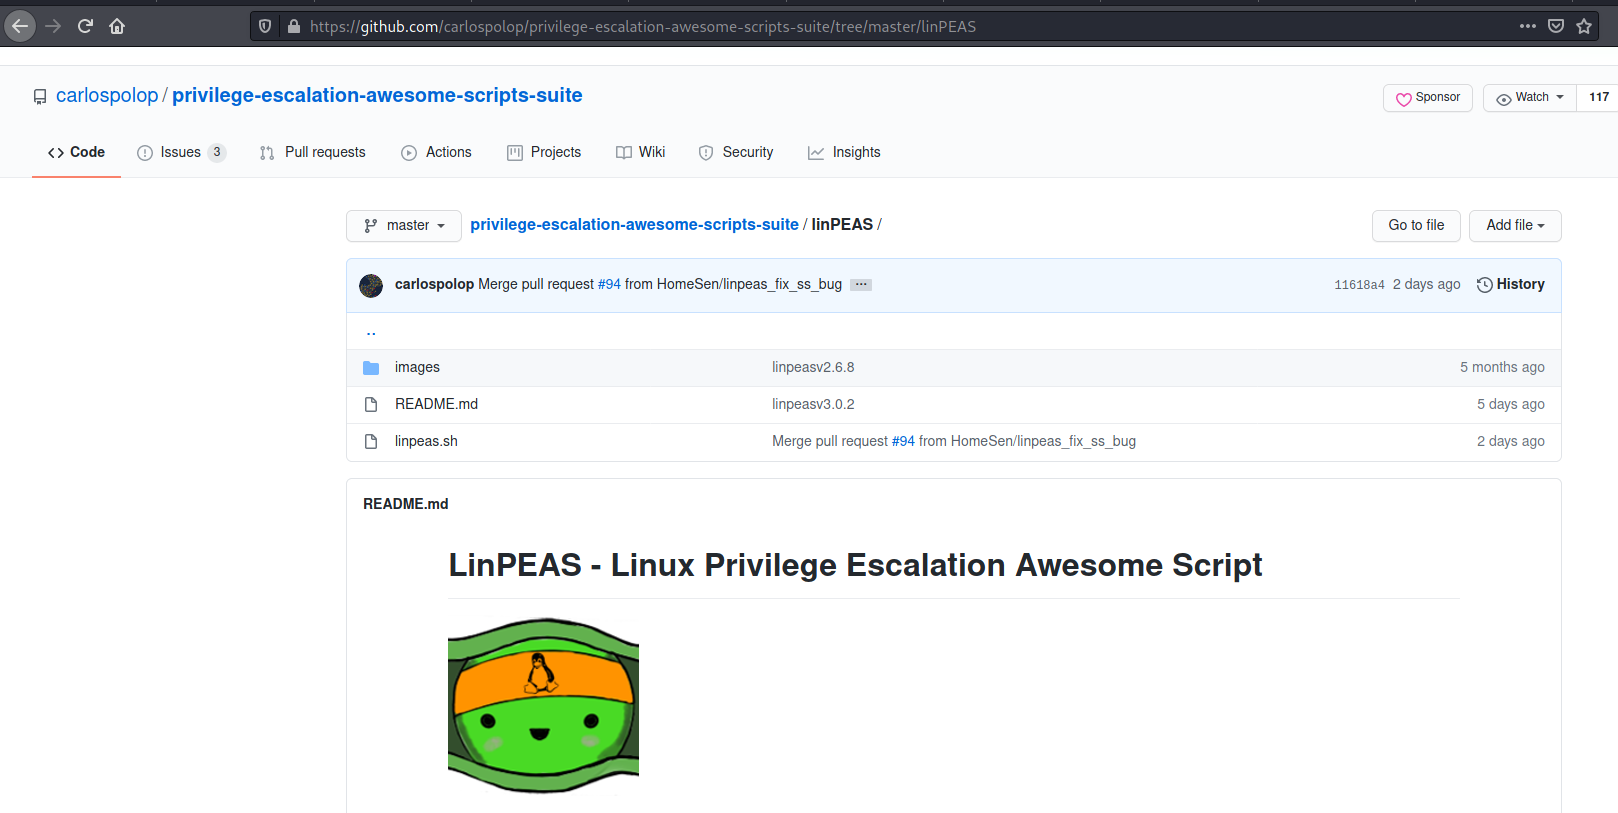 https://github.com/carlospolop/privilege-escalation-awesome-scripts-suite/tree/master/linPEAS
carlospolop / privilege-escalation-awesome-scripts-suite
Sponsor Watch 117
Code Issues 3 Pull requests Actions Projects Wiki Security Insights
master privilege-escalation-awesome-scripts-suite / linPEAS / Go to file Add file
carlospolop Merge pull request #94 from HomeSen/linpeas_fix_ss_bug ... 11618a4 2 days ago History
..
images linpeasv2.6.8 5 months ago
README.md linpeasv3.0.2 5 days ago
linpeas.sh Merge pull request #94 from HomeSen/linpeas_fix_ss_bug 2 days ago
README.md
LinPEAS - Linux Privilege Escalation Awesome Script